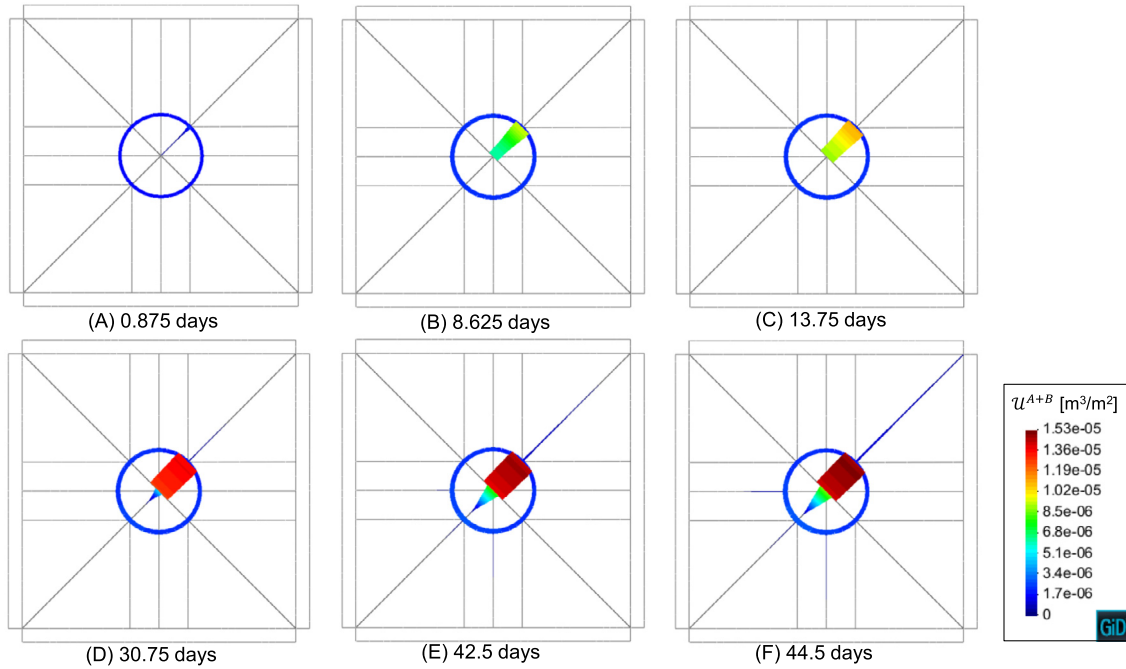 (A) 0.875 days
(B) 8.625 days
(C) 13.75 days
(D) 30.75 days
(E) 42.5 days
(F) 44.5 days
𝒰ᴬ⁺ᴮ [m³/m²]
1.53e-05
1.36e-05
1.19e-05
1.02e-05
8.5e-06
6.8e-06
5.1e-06
3.4e-06
1.7e-06
0
GiD